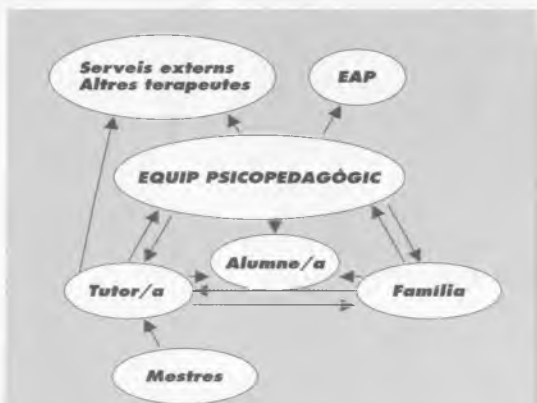 Serveis externs
Altres terapeutes
EAP
EQUIP PSICOPEDAGÒGIC
Alumne/a
Tutor/a
Família
Mestres